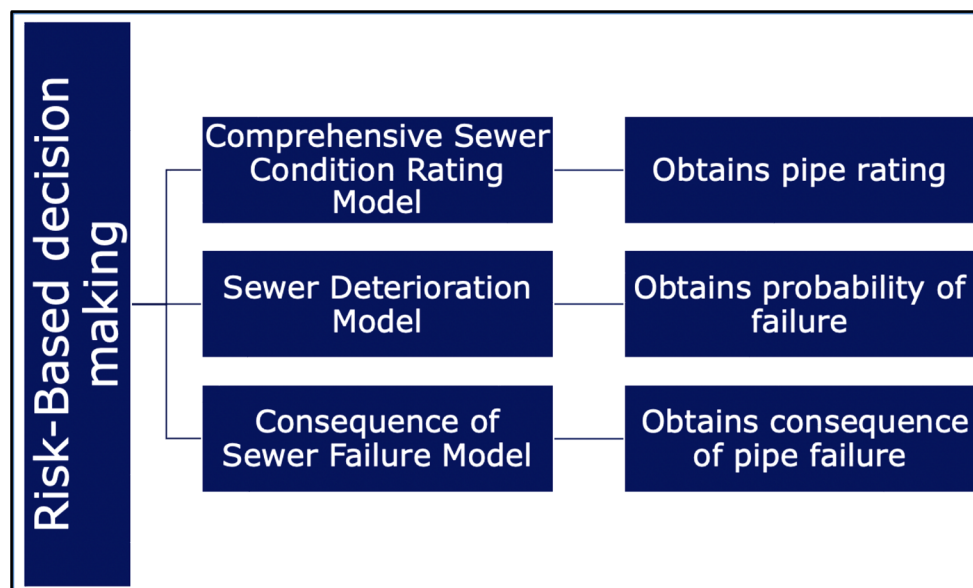 Risk-Based decision
making
Comprehensive Sewer
Condition Rating
Model
Obtains pipe rating
Sewer Deterioration
Model
Obtains probability of
failure
Consequence of
Sewer Failure Model
Obtains consequence
of pipe failure